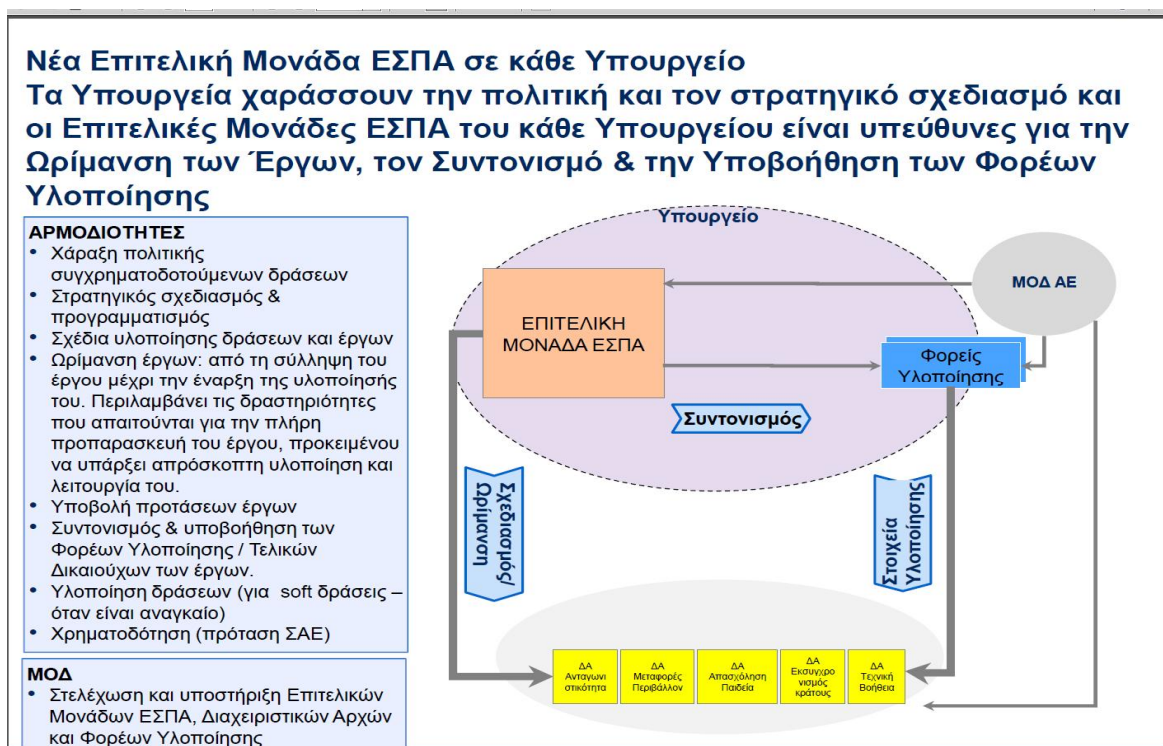 Νέα Επιτελική Μονάδα ΕΣΠΑ σε κάθε Υπουργείο
Τα Υπουργεία χαράσσουν την πολιτική και τον στρατηγικό σχεδιασμό και
οι Επιτελικές Μονάδες ΕΣΠΑ του κάθε Υπουργείου είναι υπεύθυνες για την
Ωρίμανση των Έργων, τον Συντονισμό & την Υποβοήθηση των Φορέων
Υλοποίησης
ΑΡΜΟΔΙΟΤΗΤΕΣ
• Χάραξη πολιτικής
συγχρηματοδοτούμενων δράσεων
• Στρατηγικός σχεδιασμός &
προγραμματισμός
• Σχέδια υλοποίησης δράσεων και έργων
• Ωρίμανση έργων: από τη σύλληψη του
έργου μέχρι την έναρξη της υλοποίησής
του. Περιλαμβάνει τις δραστηριότητες
που απαιτούνται για την πλήρη
προπαρασκευή του έργου, προκειμένου
να υπάρξει απρόσκοπτη υλοποίηση και
λειτουργία του.
• Υποβολή προτάσεων έργων
• Συντονισμός & υποβοήθηση των
Φορέων Υλοποίησης / Τελικών
Δικαιούχων των έργων.
• Υλοποίηση δράσεων (για soft δράσεις –
όταν είναι αναγκαίο)
• Χρηματοδότηση (πρόταση ΣΑΕ)
ΜΟΔ
• Στελέχωση και υποστήριξη Επιτελικών
Μονάδων ΕΣΠΑ, Διαχειριστικών Αρχών
και Φορέων Υλοποίησης
Υπουργείο
ΜΟΔ ΑΕ
ΕΠΙΤΕΛΙΚΗ
ΜΟΝΑΔΑ ΕΣΠΑ
Φορείς
Υλοποίησης
Συντονισμός
Σχεδιασμός/
Ωρίμανση
Στοιχεία
Υλοποίησης
ΔΑ
Ανταγωνι
στικότητα
ΔΑ
Μεταφορές
Περιβάλλον
ΔΑ
Απασχόληση
Παιδεία
ΔΑ
Εκσυγχρο
νισμός
κράτους
ΔΑ
Τεχνική
Βοήθεια